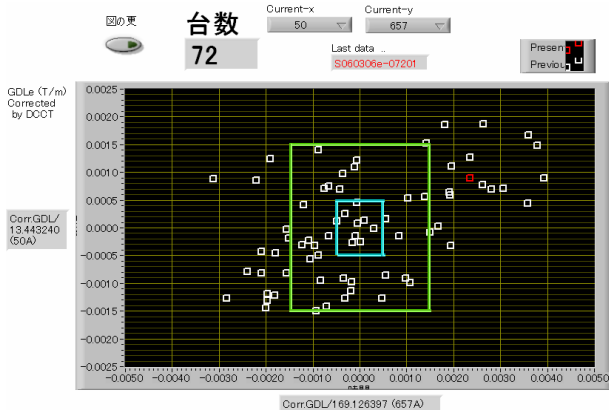 図の更
台数
72
Current-x
50
Current-y
657
Last data ..
S060306e-07201
Presen
Previou
GDLe (T/m)
Corrected
by DCCT
0.0025
0.0020
0.0015
0.0010
0.0005
0.0000
-0.0005
-0.0010
-0.0015
-0.0020
-0.0025
Corr.GDL/
13.443240
(50A)
-0.0050 -0.0040 -0.0030 -0.0020 -0.0010 0.0000 0.0010 0.0020 0.0030 0.0040 0.0050
Corr.GDL/169.126397 (657A)